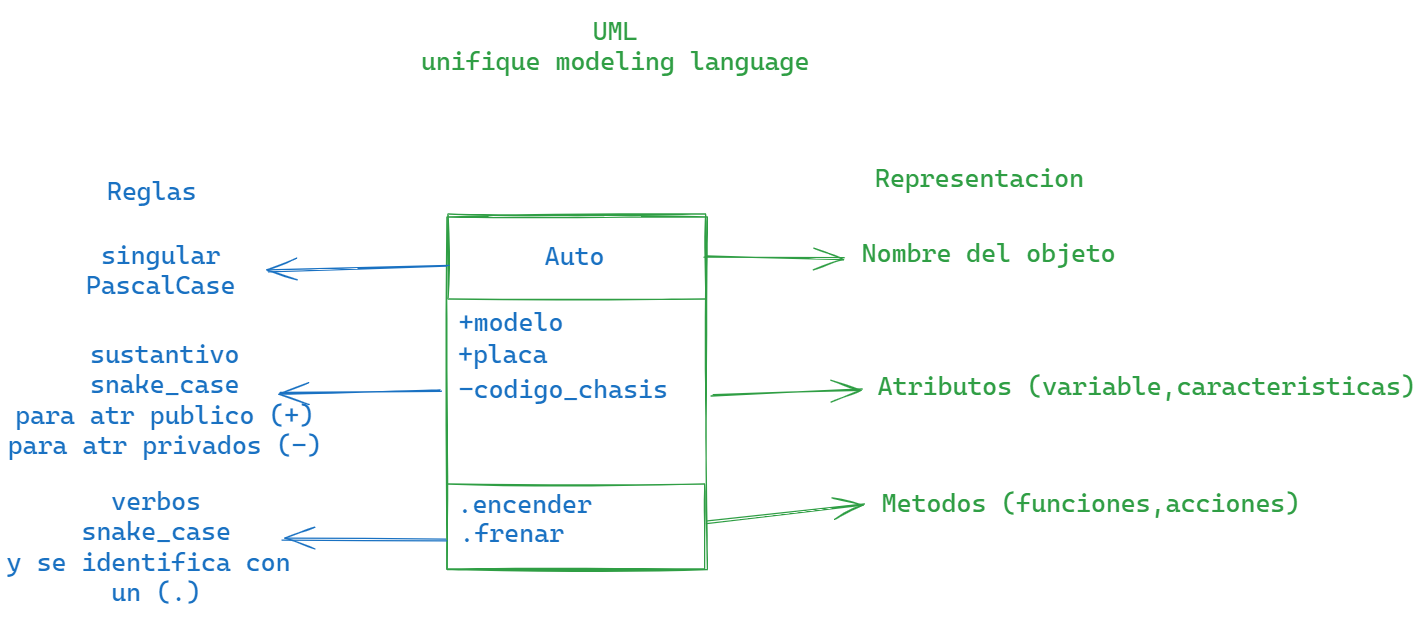 UML
unifique modeling language
Reglas
singular
PascalCase
sustantivo
snake_case
para atr publico (+)
para atr privados (-)
verbos
snake_case
y se identifica con
un (.)
Auto
+modelo
+placa
-codigo_chasis
.encender
.frenar
Representacion
Nombre del objeto
Atributos (variable,caracteristicas)
Metodos (funciones,acciones)